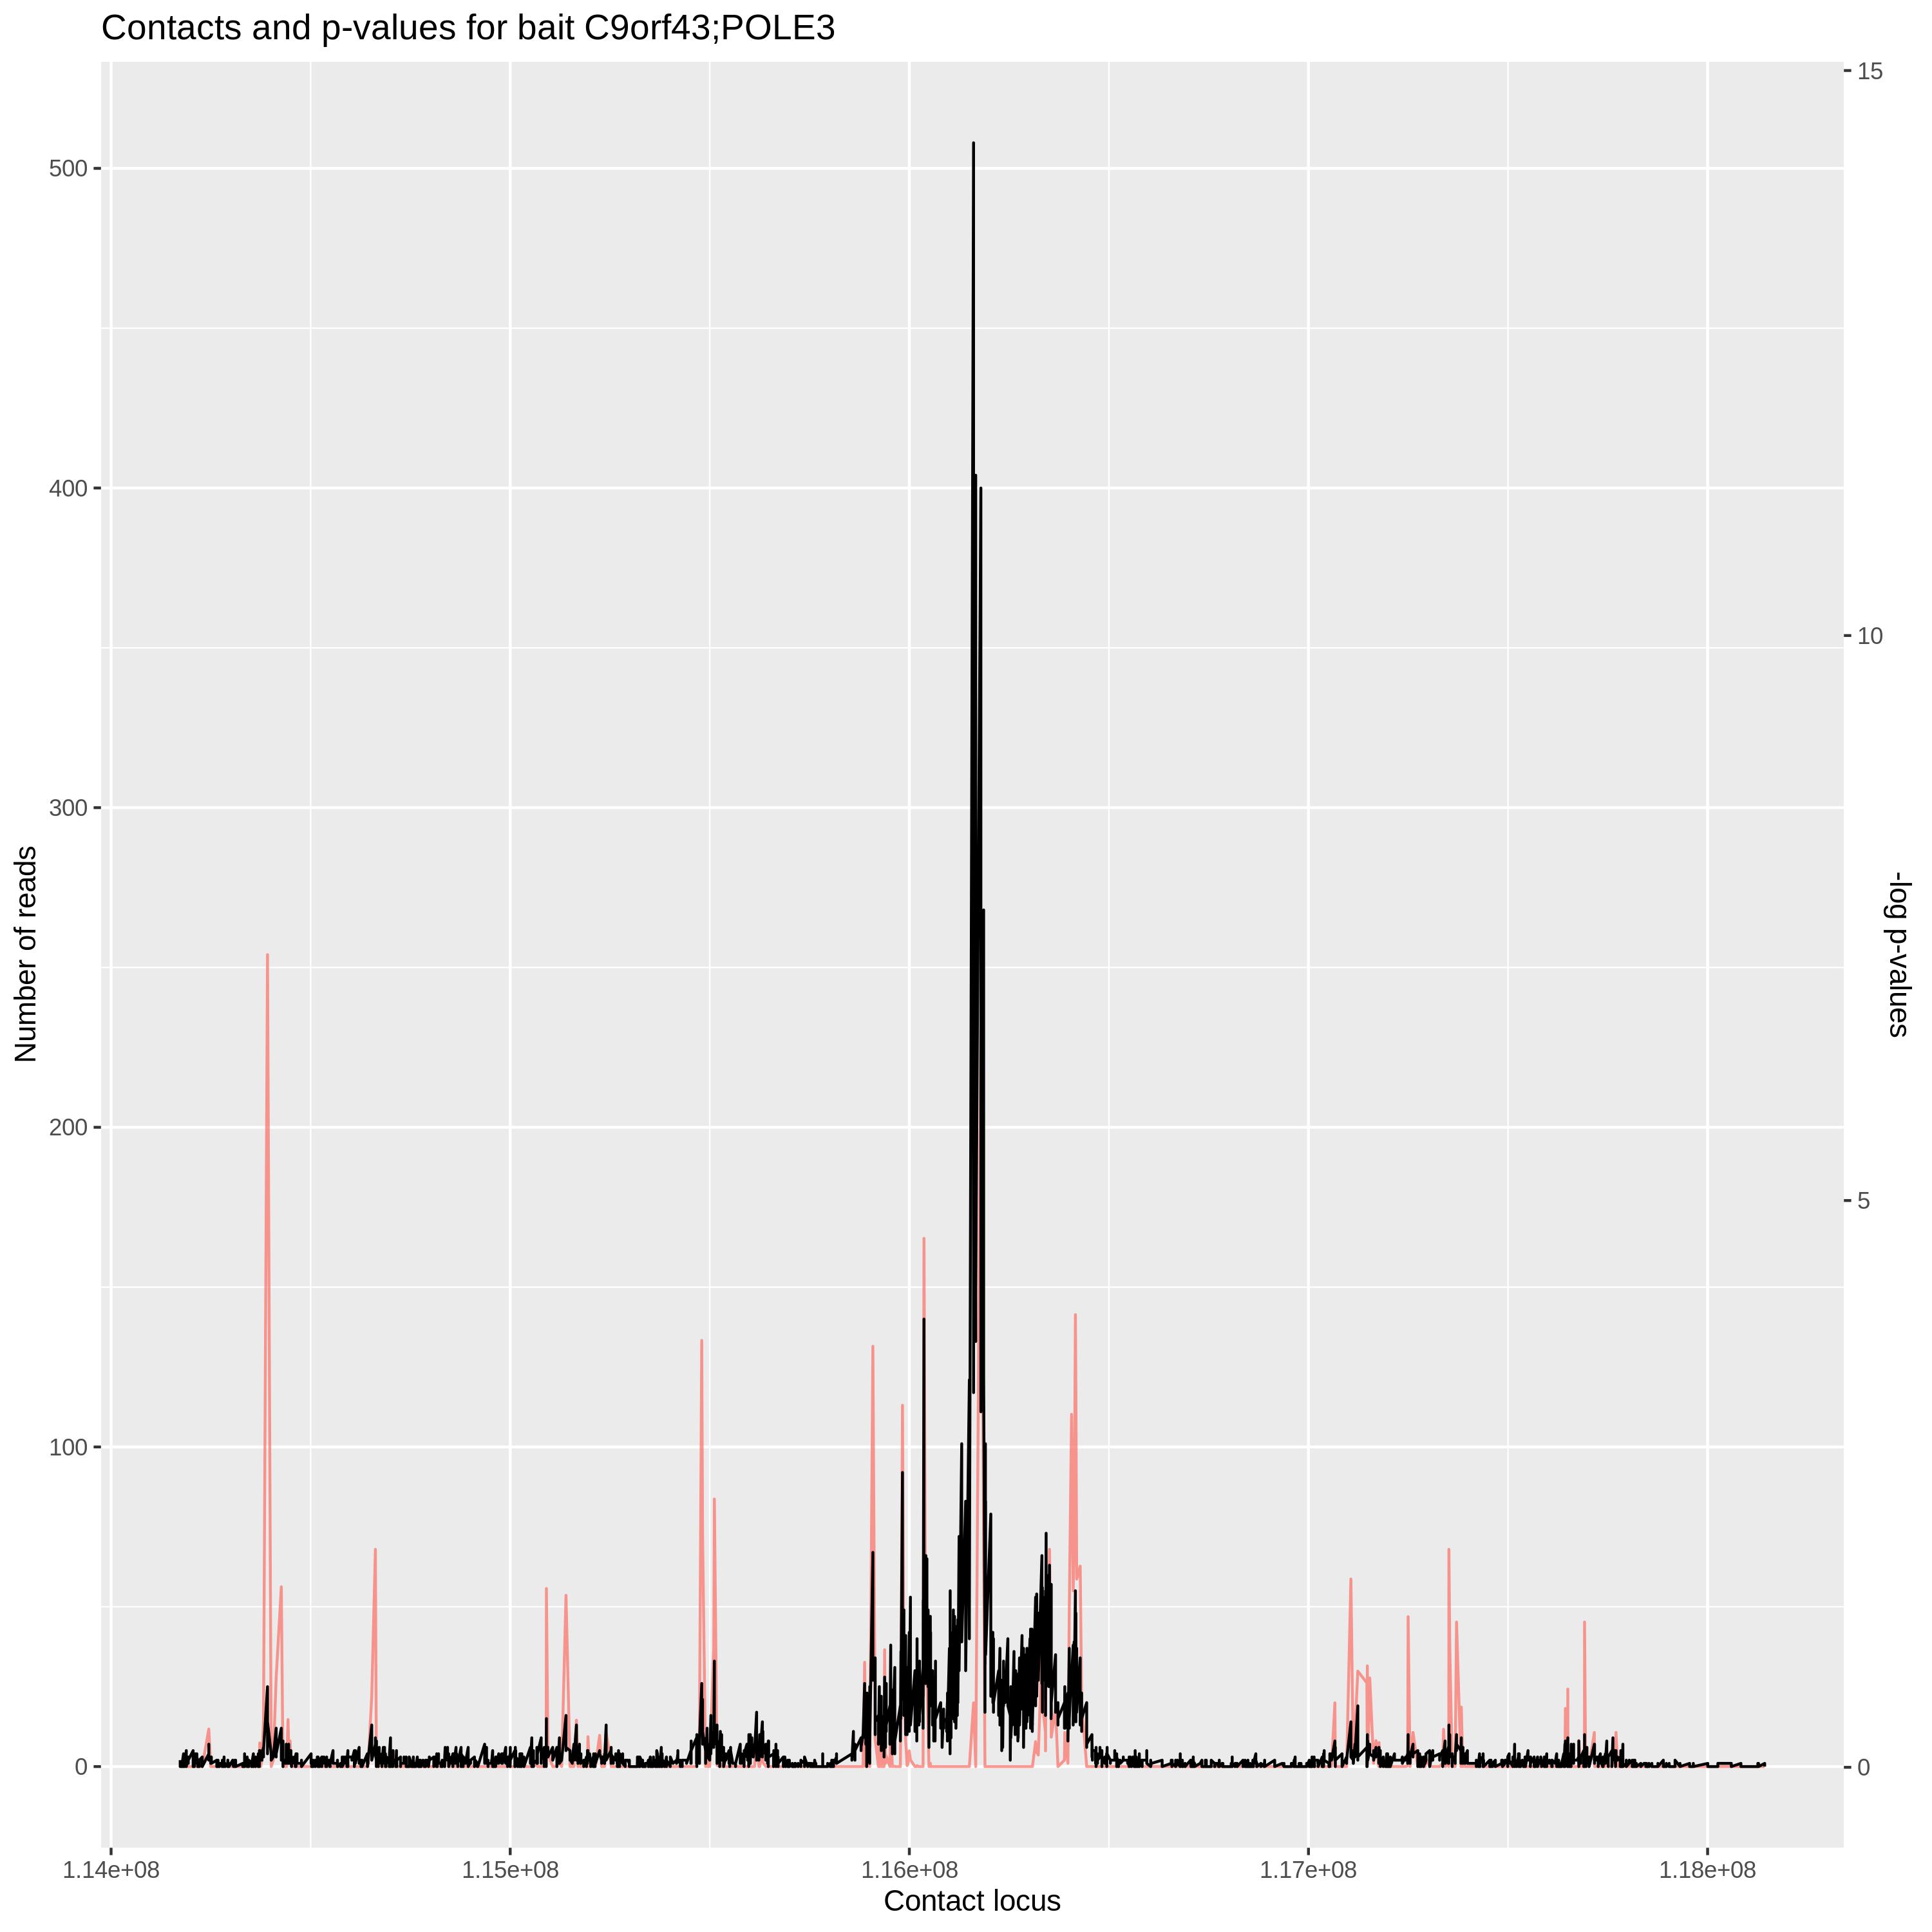 Contacts and p-values for bait C9orf43;POLE3
15
500
400
10
300
Number of reads
-log p-values
200
5
100
0
0
1.14e+08
1.15e+08
1.16e+08
1.17e+08
1.18e+08
Contact locus